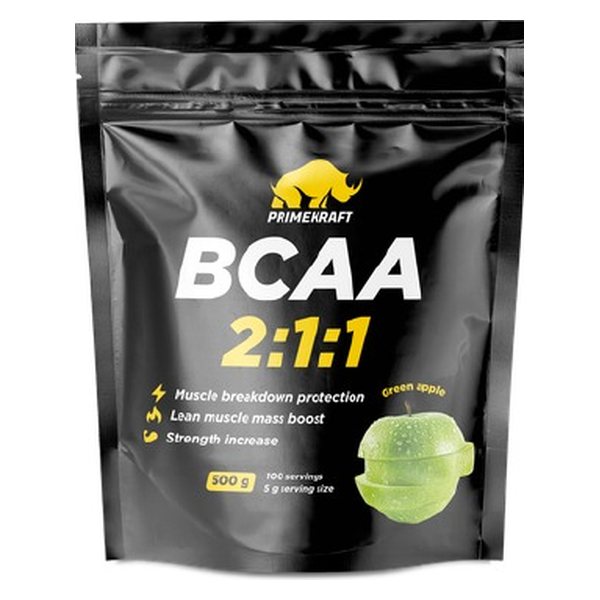 PRIMEKRAFT
BCAA
2:1:1
Muscle breakdown protection
Lean muscle mass boost
Strength increase
Green apple
500 g
100 servings
5 g serving size